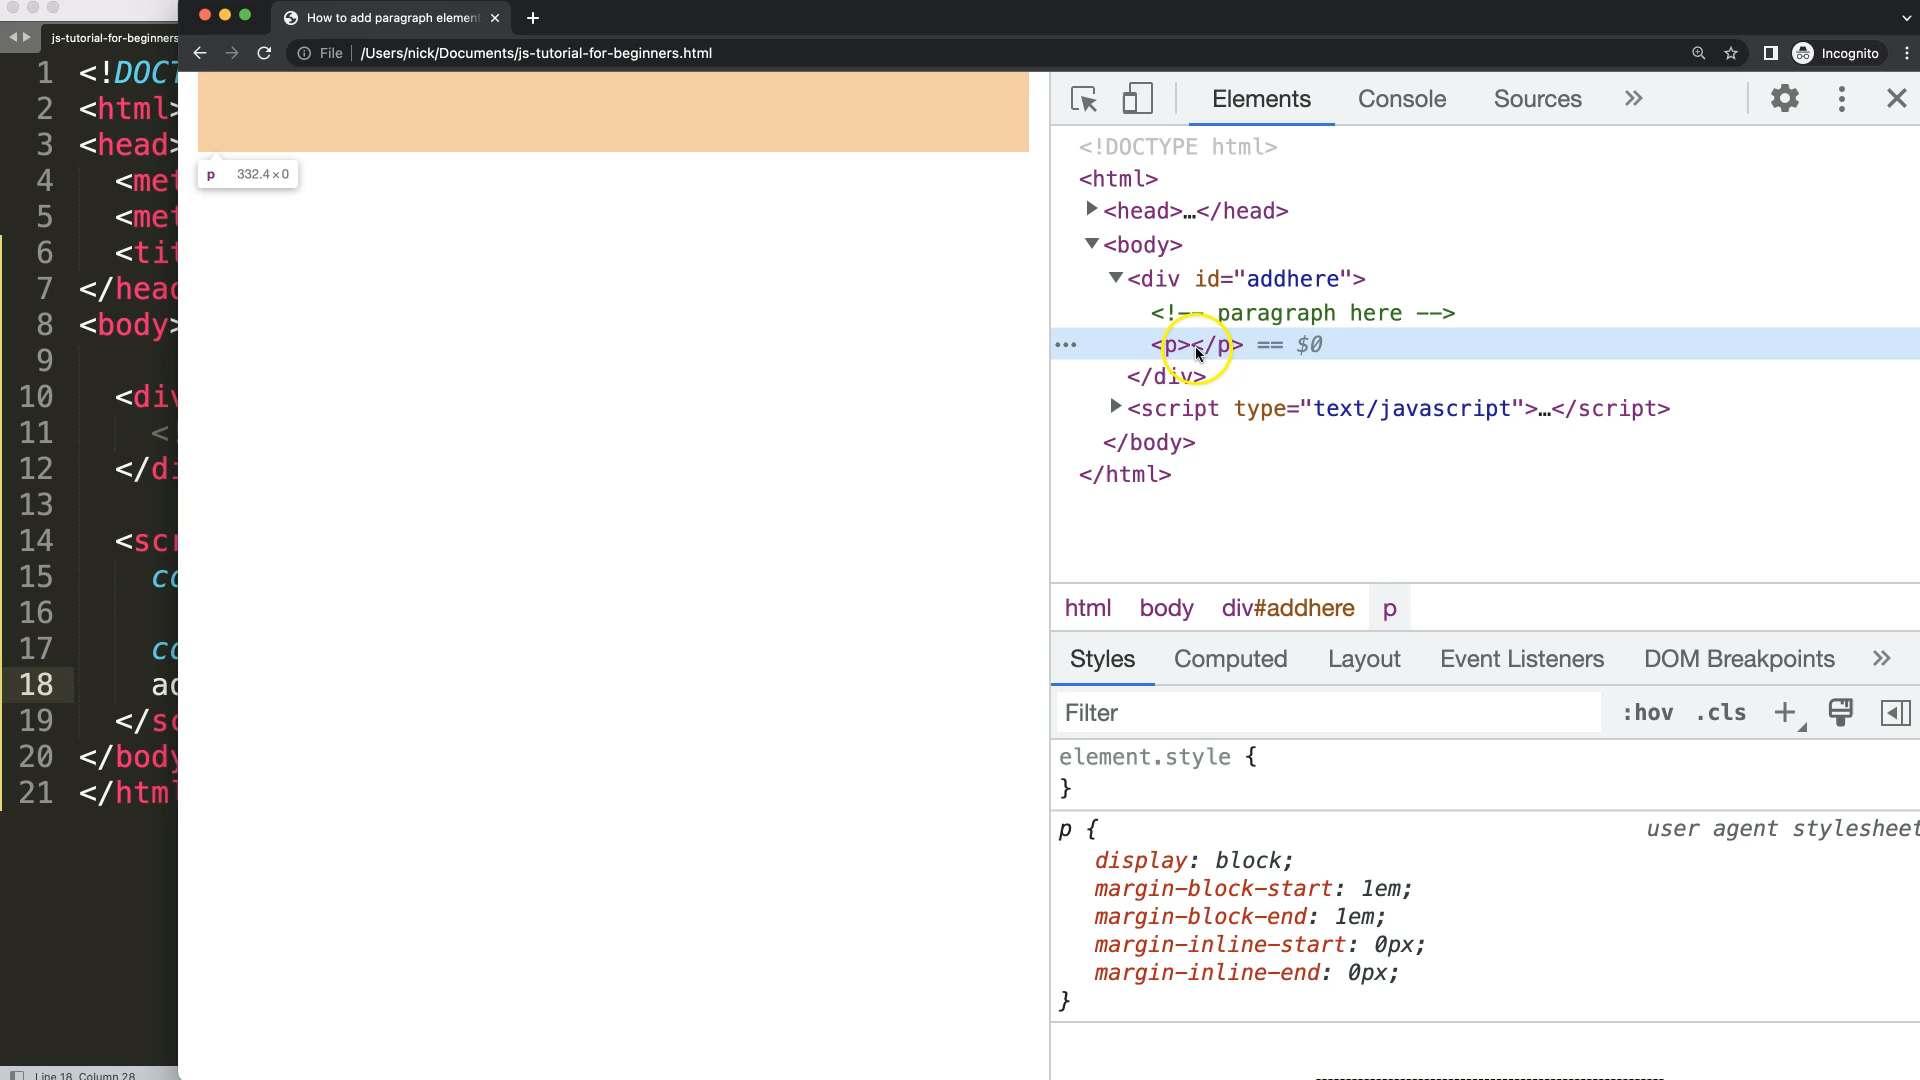 js-tutorial-for-beginners
1 <!DOCT
2 <html>
3 <head>
4 <met
5 <met
6 <tit
7 </head
8 <body>
9
10 <div
11 <!
12 </di
13
14 <scr
15 co
16
17 co
18 ad
19 </sc
20 </body
21 </htm
Line 18, Column 28
How to add paragraph element
File /Users/nick/Documents/js-tutorial-for-beginners.html
Incognito
p 332.4×0
Elements Console Sources »
<!DOCTYPE html>
<html>
<head>…</head>
<body>
<div id="addhere">
<!-- paragraph here -->
<p></p> == $0
</div>
<script type="text/javascript">…</script>
</body>
</html>
html body div#addhere p
Styles Computed Layout Event Listeners DOM Breakpoints »
Filter :hov .cls
element.style {
}
p { user agent stylesheet
display: block;
margin-block-start: 1em;
margin-block-end: 1em;
margin-inline-start: 0px;
margin-inline-end: 0px;
}